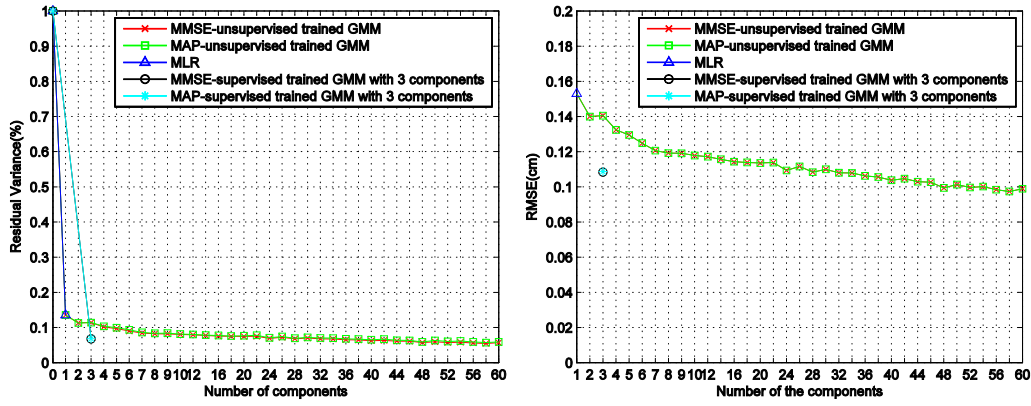 1
0.9
0.8
0.7
0.6
0.5
0.4
0.3
0.2
0.1
0
Residual Variance(%)
MMSE-unsupervised trained GMM
MAP-unsupervised trained GMM
MLR
MMSE-supervised trained GMM with 3 components
MAP-supervised trained GMM with 3 components
0 1 2 3 4 5 6 7 8 9 10 12 16 20 24 28 32 36 40 44 48 52 56 60
Number of components
0.2
0.18
0.16
0.14
0.12
0.1
0.08
0.06
0.04
0.02
0
RMSE(cm)
MMSE-unsupervised trained GMM
MAP-unsupervised trained GMM
MLR
MMSE-supervised trained GMM with 3 components
MAP-supervised trained GMM with 3 components
1 2 3 4 5 6 7 8 9 10 12 16 20 24 28 32 36 40 44 48 52 56 60
Number of the components